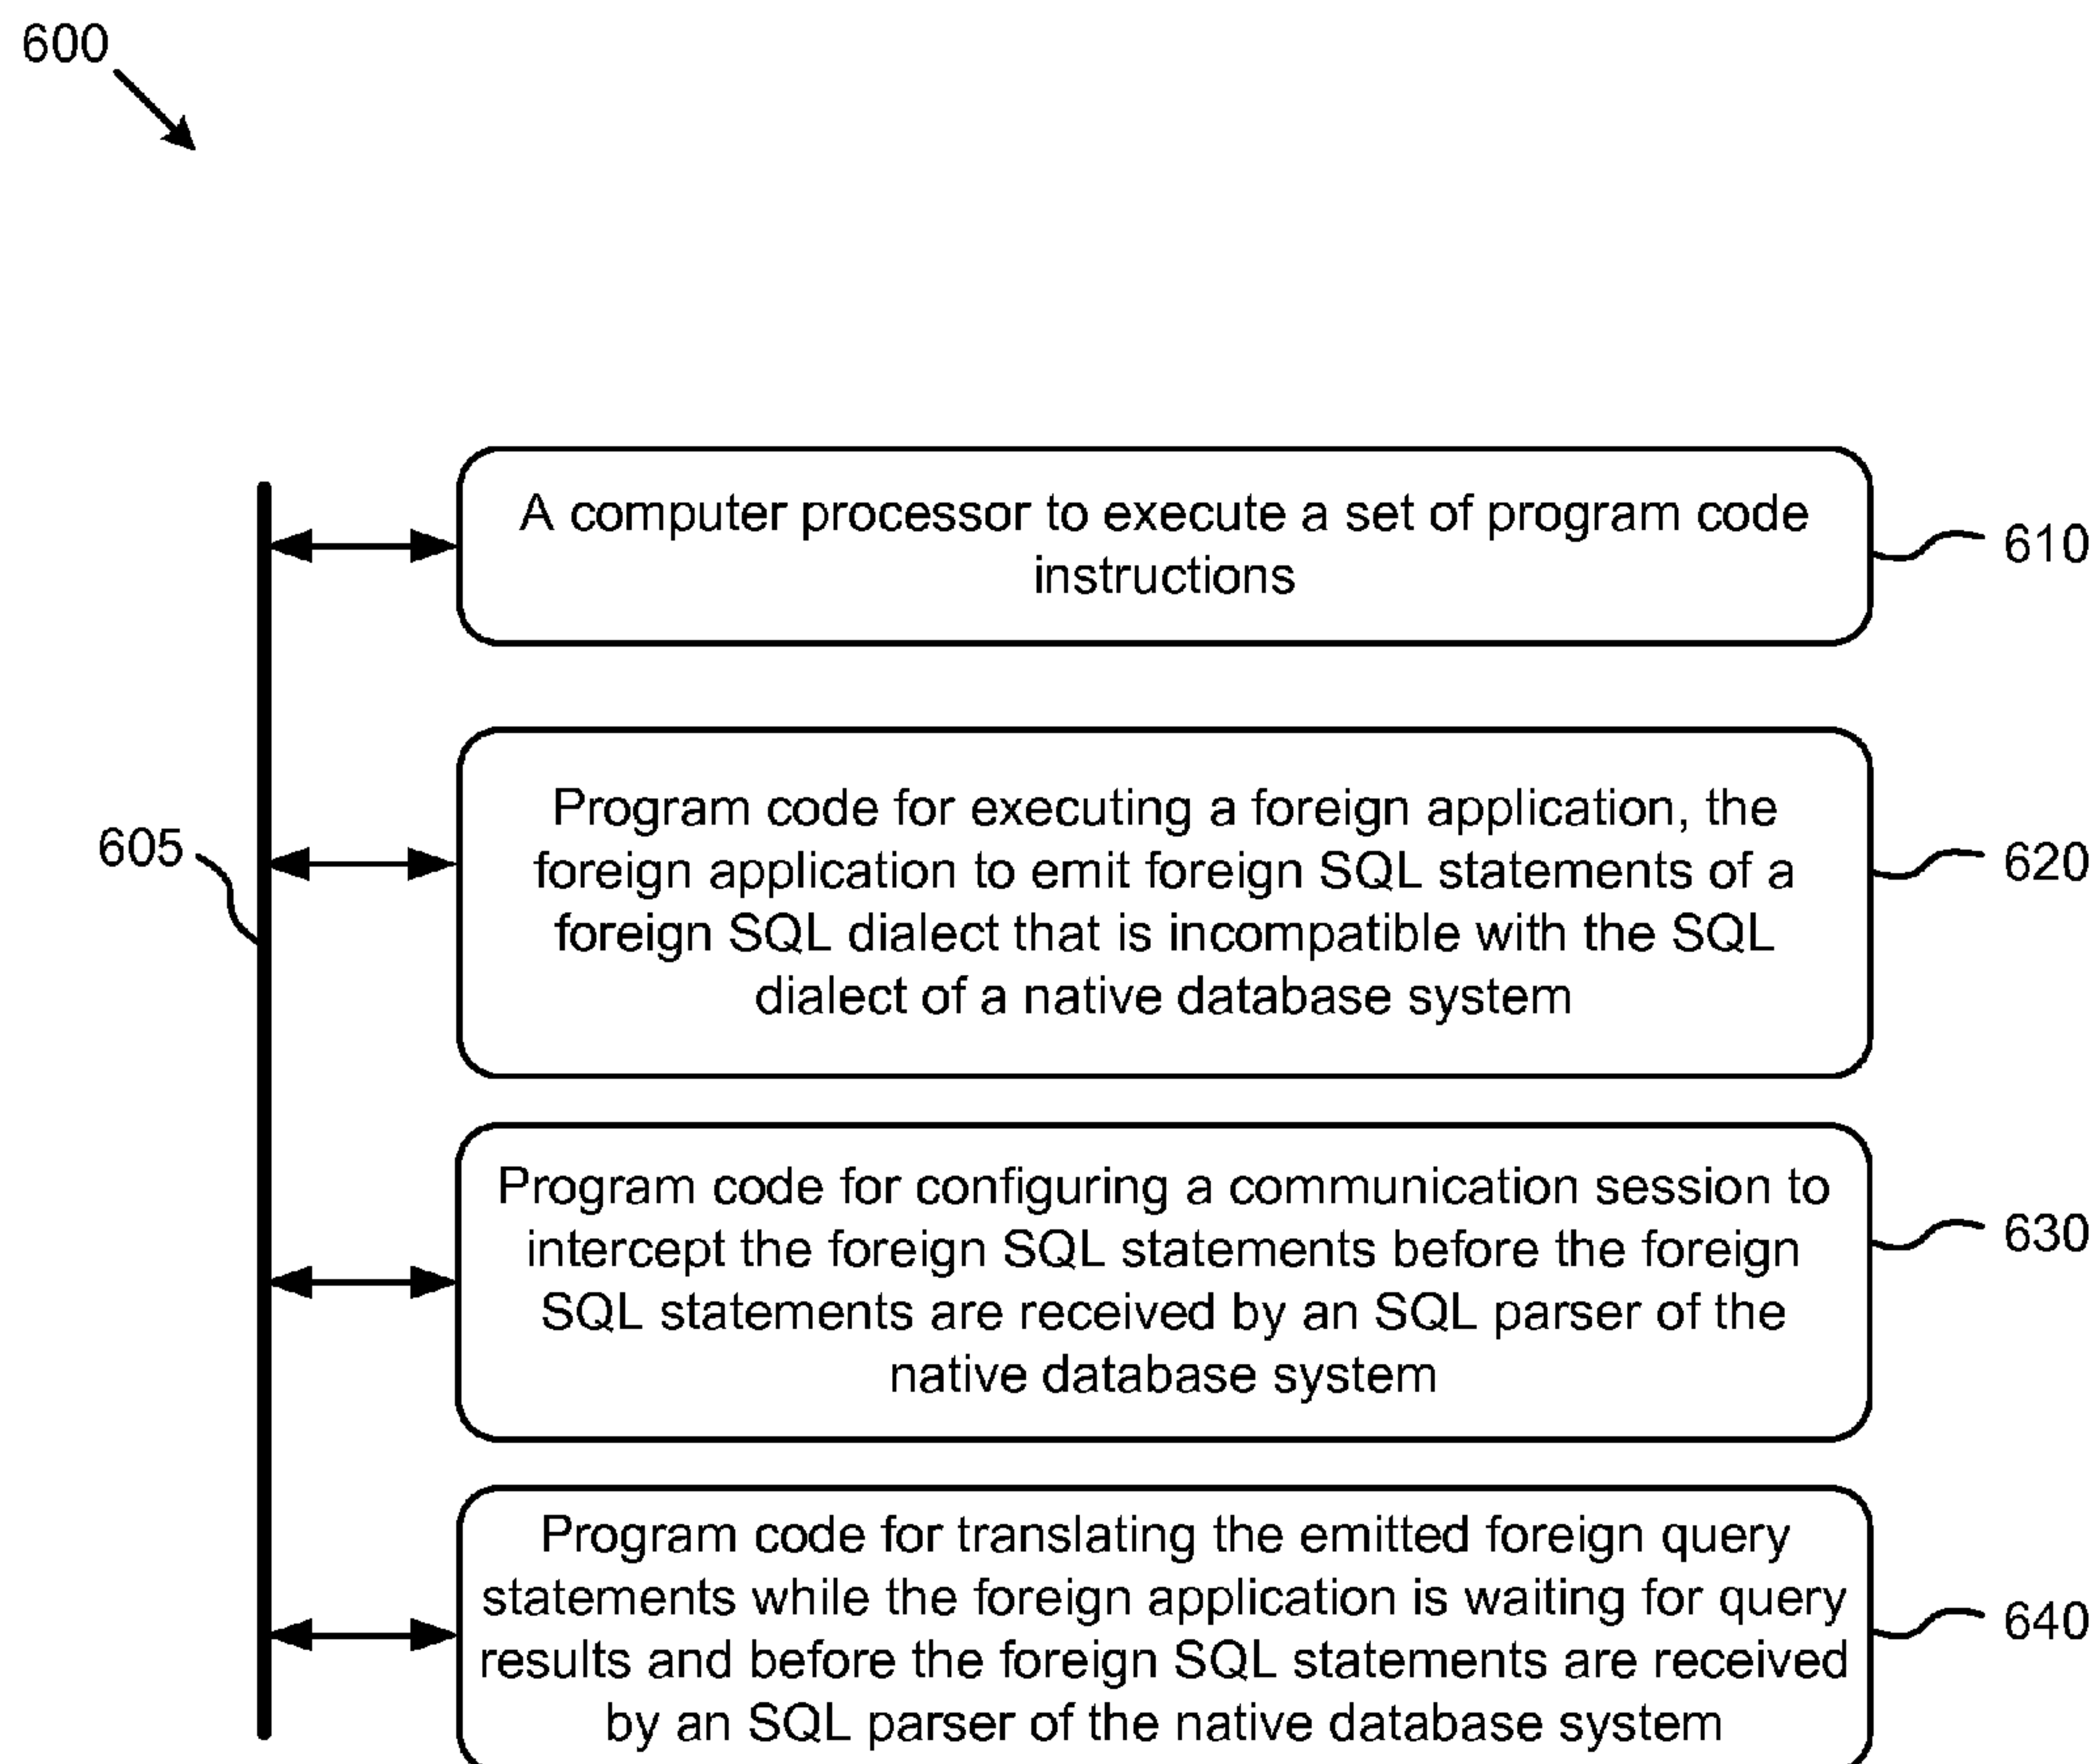 600
A computer processor to execute a set of program code
instructions
610
Program code for executing a foreign application, the
foreign application to emit foreign SQL statements of a
foreign SQL dialect that is incompatible with the SQL
dialect of a native database system
605
620
Program code for configuring a communication session to
intercept the foreign SQL statements before the foreign
SQL statements are received by an SQL parser of the
native database system
630
Program code for translating the emitted foreign query
statements while the foreign application is waiting for query
results and before the foreign SQL statements are received
by an SQL parser of the native database system
640